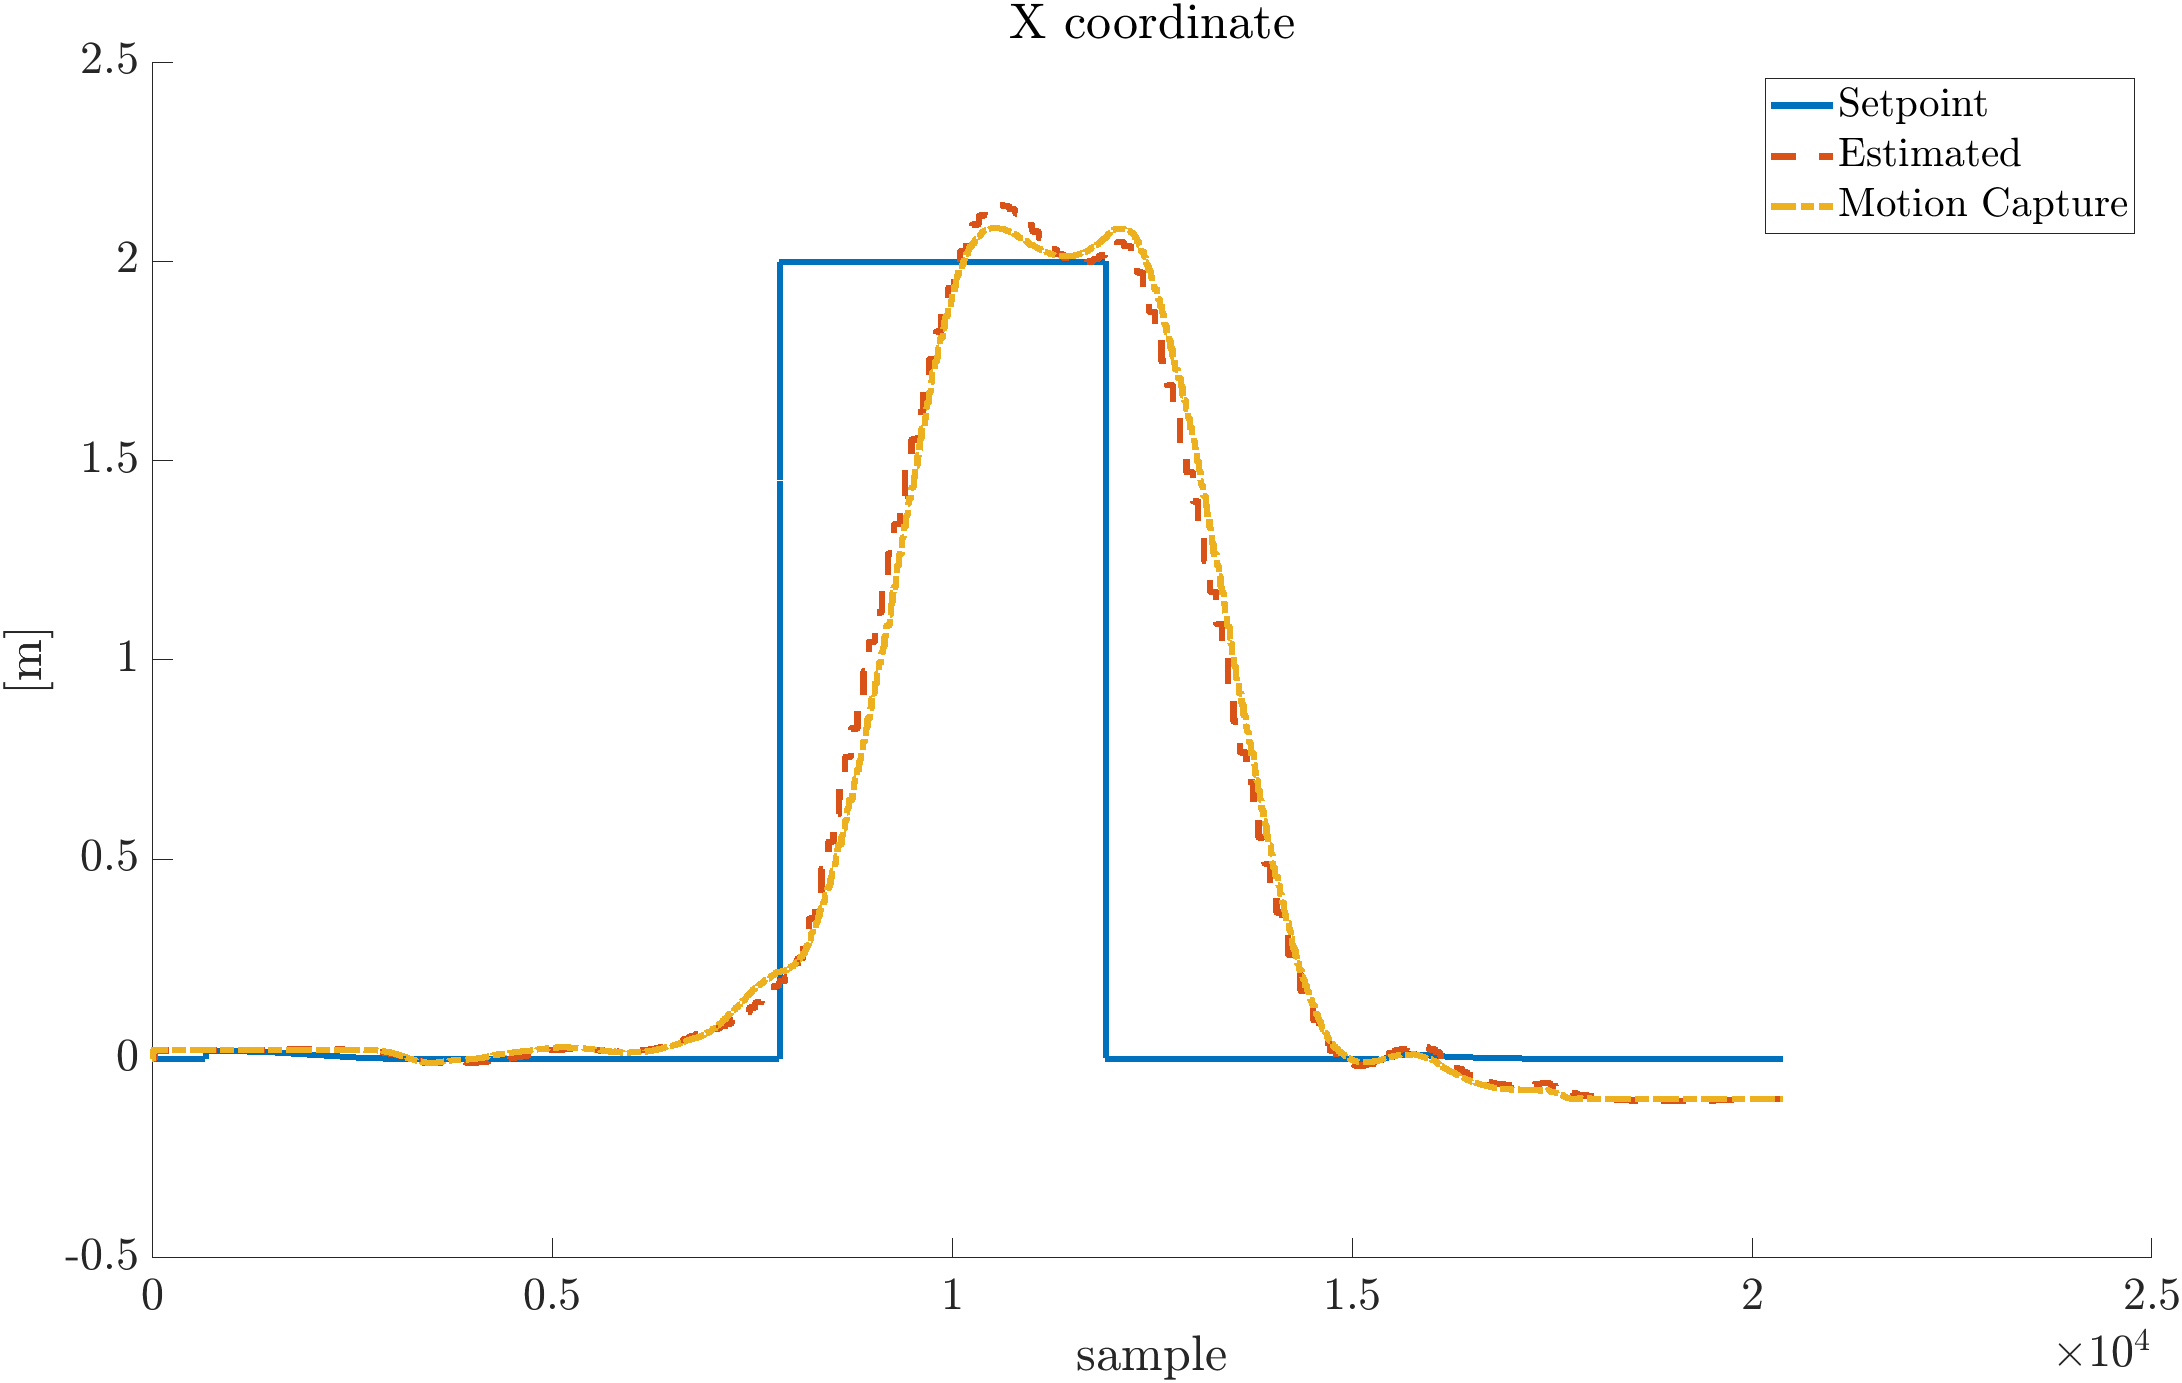 X coordinate
2.5
2
1.5
1
0.5
0
-0.5
[m]
Setpoint
Estimated
Motion Capture
0 0.5 1 1.5 2 2.5
×10⁴
sample